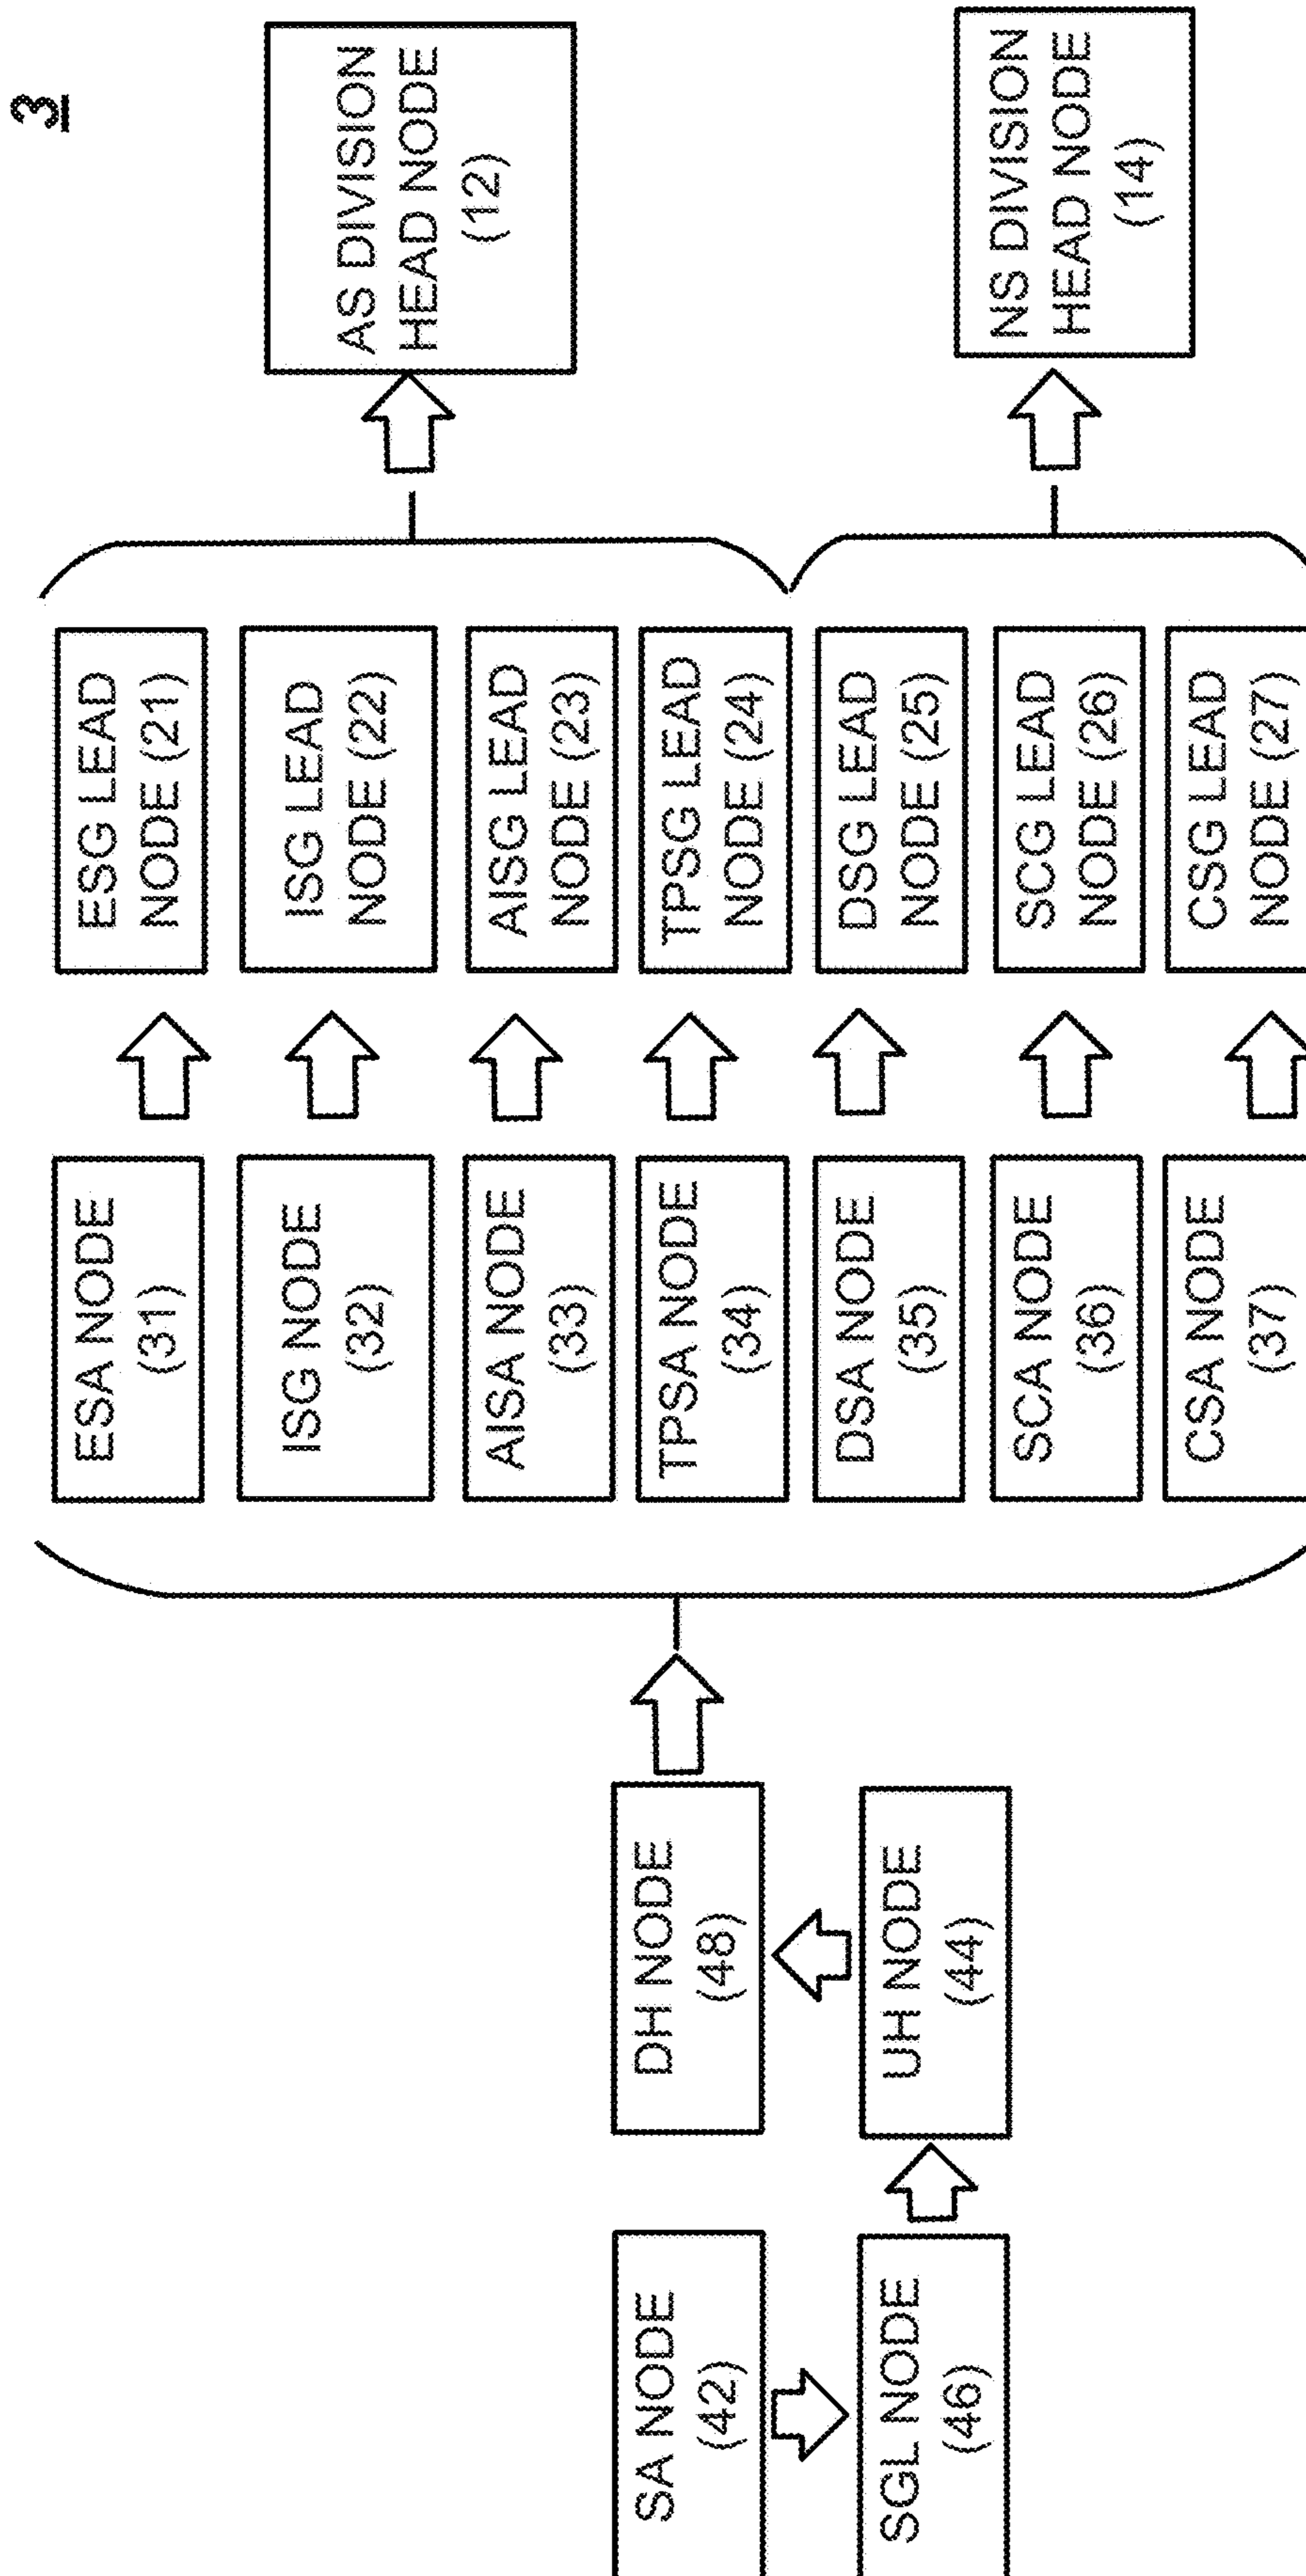 3
SA NODE
(42)
SGL NODE
(46)
UH NODE
(44)
DH NODE
(48)
ESA NODE
(31)
ISG NODE
(32)
AISA NODE
(33)
TPSA NODE
(34)
DSA NODE
(35)
SCA NODE
(36)
CSA NODE
(37)
ESG LEAD
NODE (21)
ISG LEAD
NODE (22)
AISG LEAD
NODE (23)
TPSG LEAD
NODE (24)
DSG LEAD
NODE (25)
SCG LEAD
NODE (26)
CSG LEAD
NODE (27)
AS DIVISION
HEAD NODE
(12)
NS DIVISION
HEAD NODE
(14)